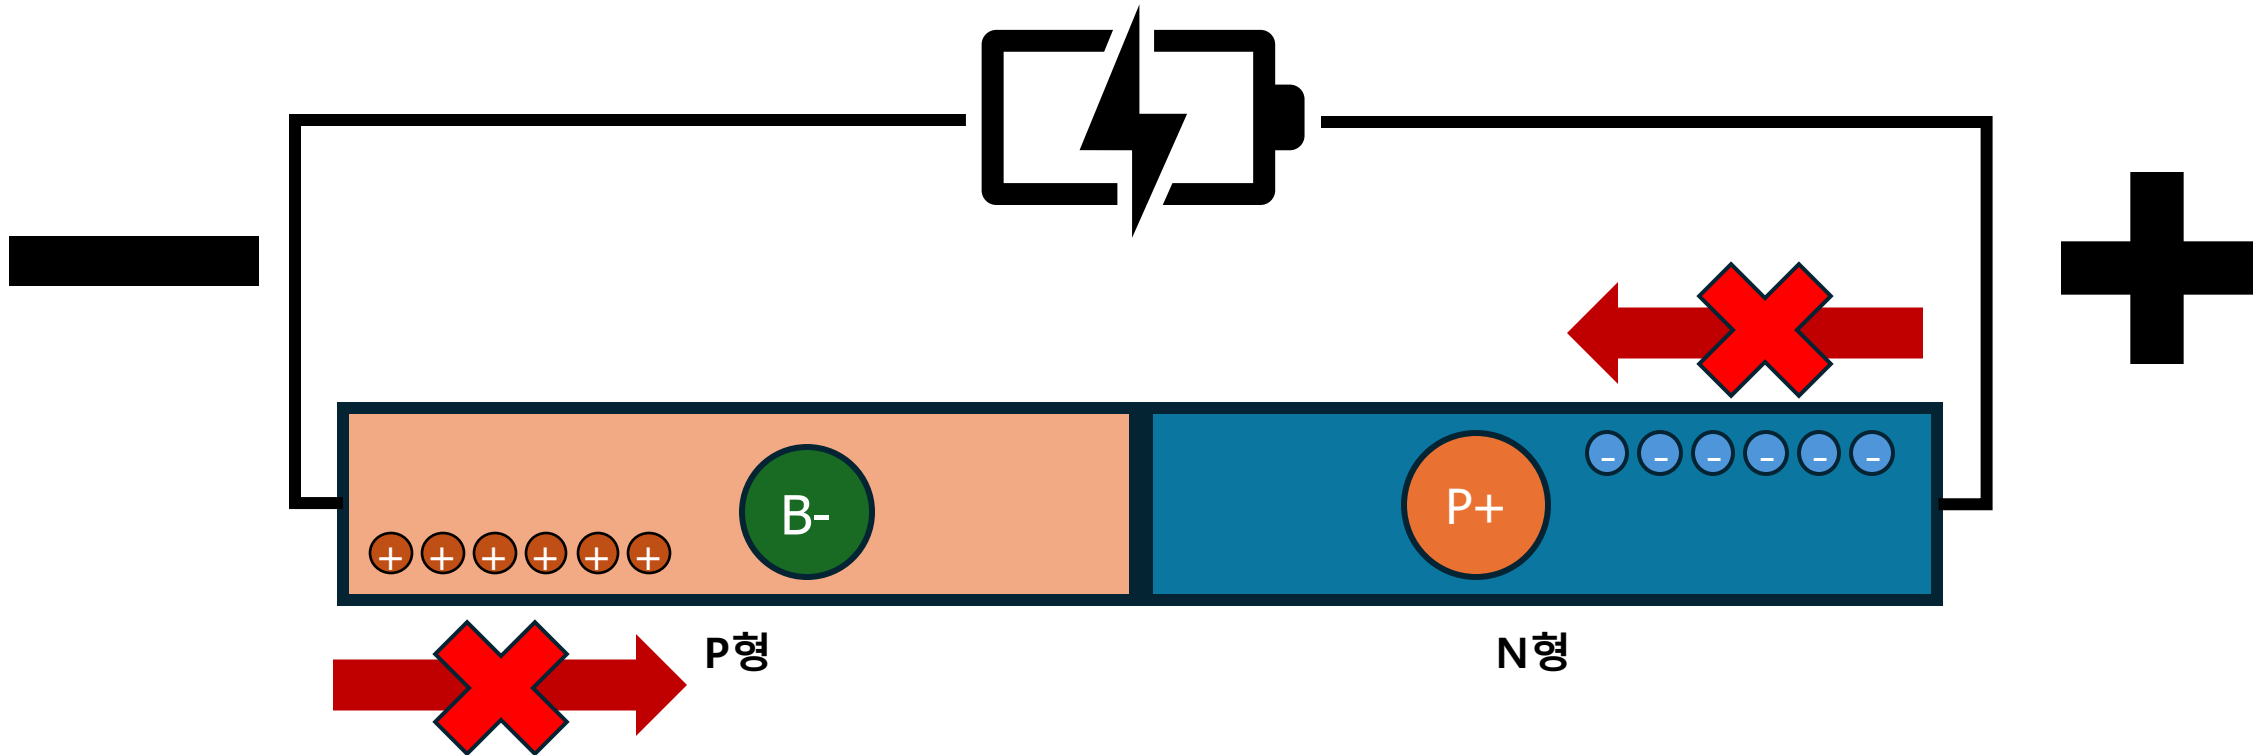 - - - - - -
B-
P+
+ + + + + +
P형
N형